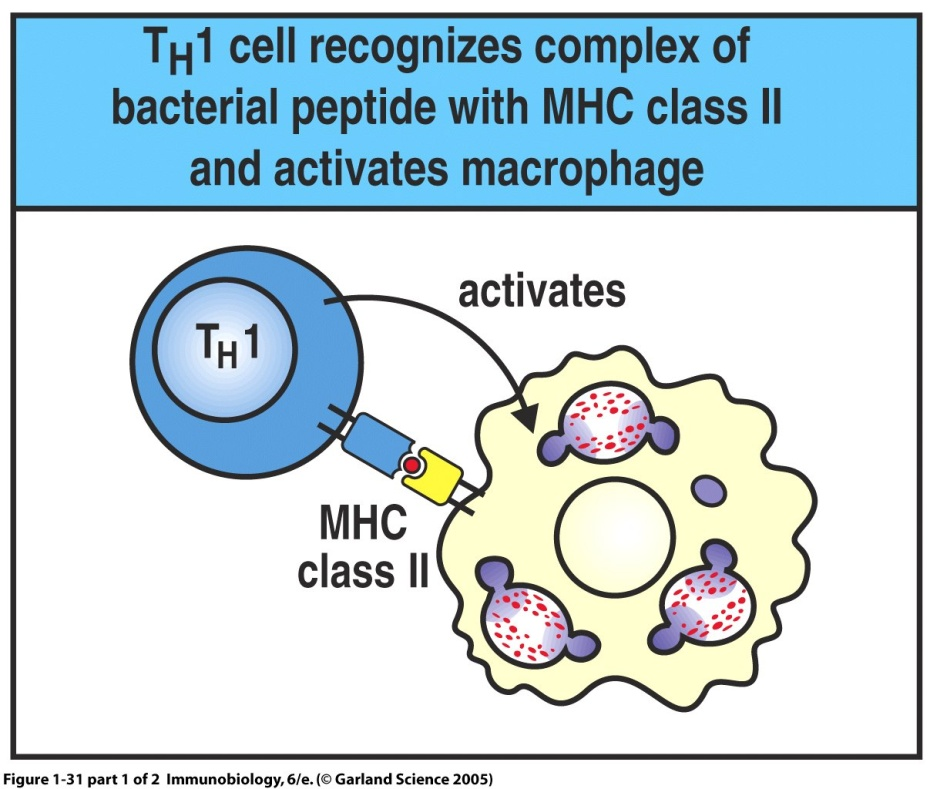 TH1 cell recognizes complex of
bacterial peptide with MHC class II
and activates macrophage
activates
TH1
MHC
class II
Figure 1-31 part 1 of 2 Immunobiology, 6/e. (© Garland Science 2005)